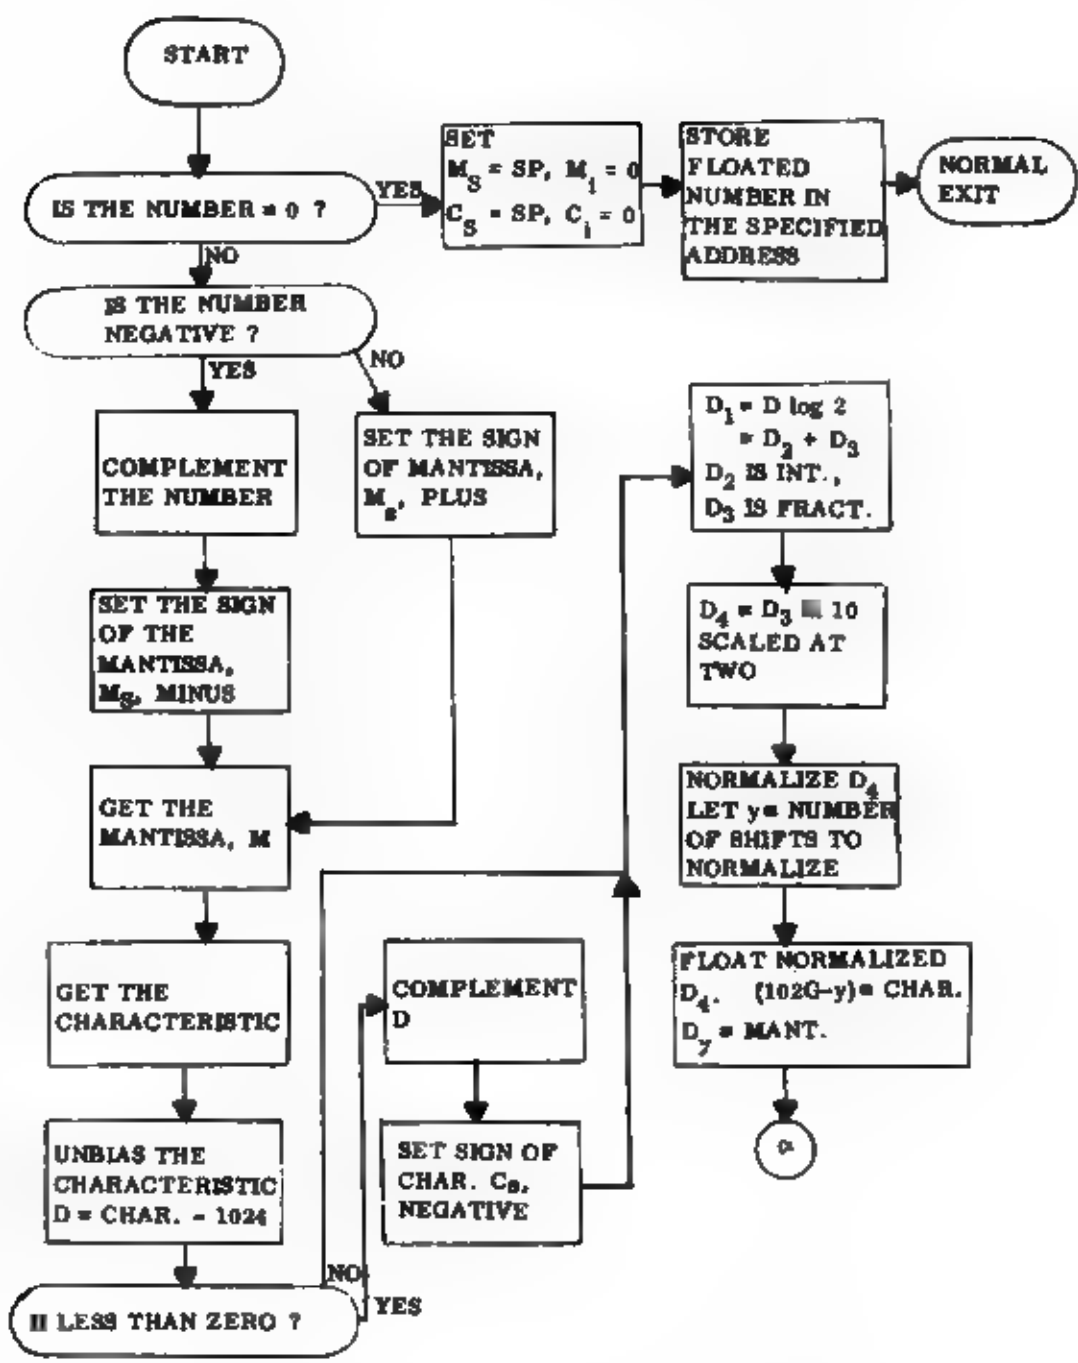 START
IS THE NUMBER = 0 ?
YES
SET
M_S = SP, M_i = 0
C_S = SP, C_i = 0
STORE
FLOATED
NUMBER IN
THE SPECIFIED
ADDRESS
NORMAL
EXIT
NO
IS THE NUMBER
NEGATIVE ?
YES
NO
COMPLEMENT
THE NUMBER
SET THE SIGN
OF MANTISSA,
M_s, PLUS
SET THE SIGN
OF THE
MANTISSA,
M_S, MINUS
GET THE
MANTISSA, M
GET THE
CHARACTERISTIC
UNBIAS THE
CHARACTERISTIC
D = CHAR. - 1024
LESS THAN ZERO ?
NO
YES
COMPLEMENT
D
SET SIGN OF
CHAR. C_s,
NEGATIVE
D_1 = D log 2
= D_2 + D_3
D_2 IS INT.,
D_3 IS FRACT.
D_4 = D_3 10
SCALED AT
TWO
NORMALIZE D_4
LET y = NUMBER
OF SHIFTS TO
NORMALIZE
FLOAT NORMALIZED
D_4. (102G-y) = CHAR.
D_y = MANT.
α